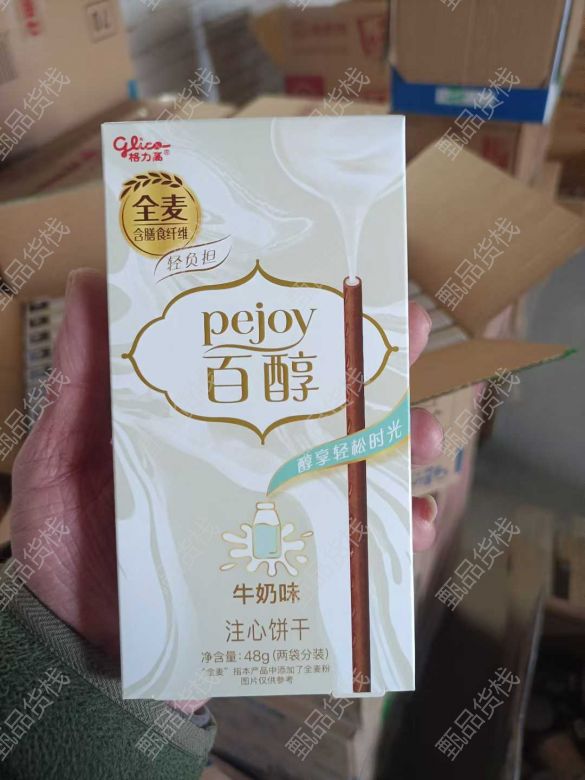 Glico
格力高®
全麦
含膳食纤维
轻负担
pejoy
百醇
醇享轻松时光
牛奶味
注心饼干
净含量：48g(两袋分装)
“全麦”指本产品中添加了全麦粉
图片仅供参考
甄品货栈